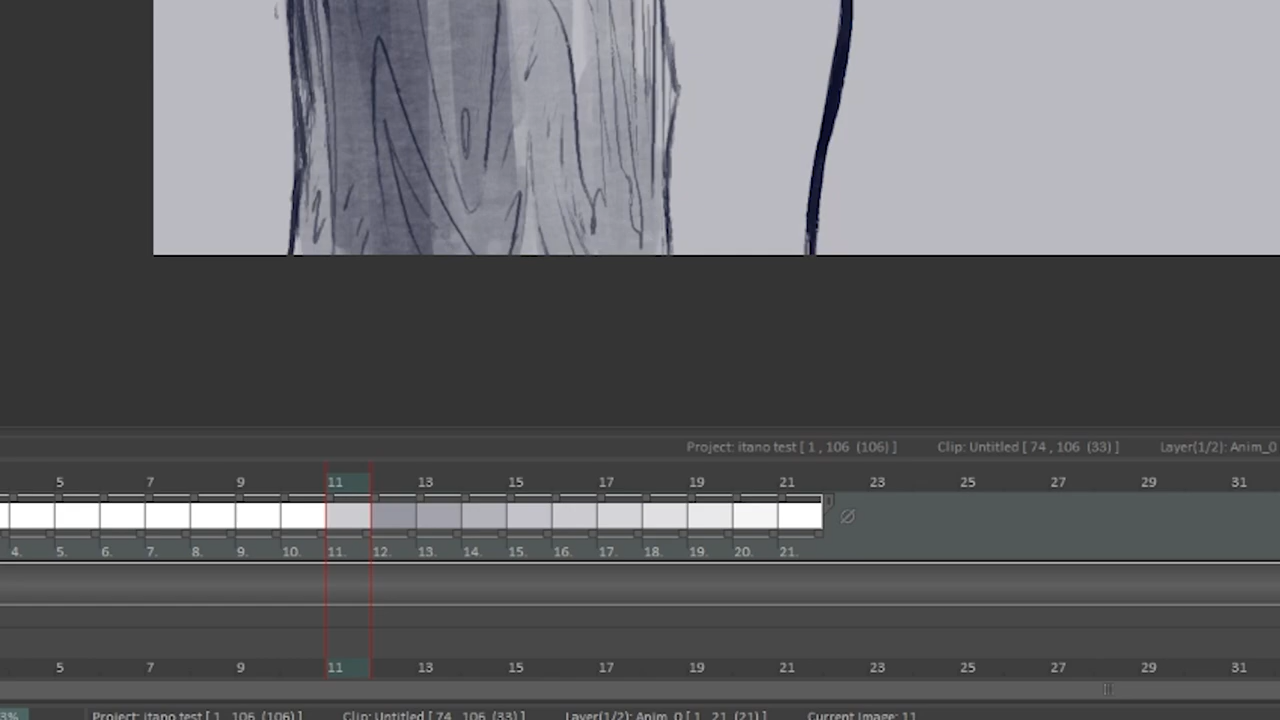 Project: itano test [ 1 , 106 (106) ] Clip: Untitled [ 74 , 106 (33) ] Layer(1/2): Anim_0
5 7 9 11 13 15 17 19 21 23 25 27 29 31
4. 5. 6. 7. 8. 9. 10. 11. 12. 13. 14. 15. 16. 17. 18. 19. 20. 21.
5 7 9 11 13 15 17 19 21 23 25 27 29 31
3% Project: itano test [ 1 , 106 (106) ] Clip: Untitled [ 74 , 106 (33) ] Layer(1/2): Anim_0 [ 1 , 21 (21) ] Current Image: 11